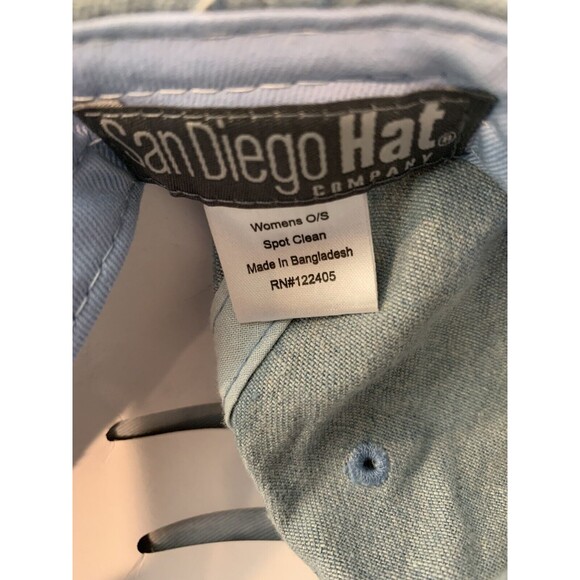 San Diego Hat®
COMPANY
Womens O/S
Spot Clean
Made In Bangladesh
RN#122405